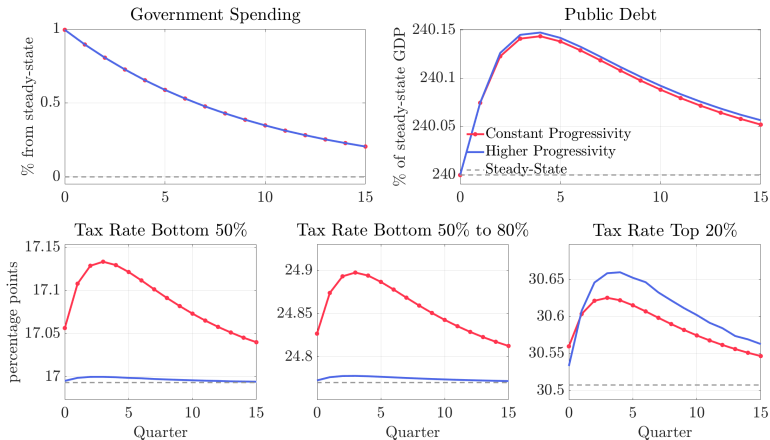 Government Spending
Public Debt
% from steady-state
1
0.5
0
0
5
10
15
% of steady-state GDP
240.15
240.1
240.05
240
Constant Progressivity
Higher Progressivity
Steady-State
0
5
10
15
Tax Rate Bottom 50%
Tax Rate Bottom 50% to 80%
Tax Rate Top 20%
percentage points
17.15
17.1
17.05
17
0
5
10
15
Quarter
24.9
24.85
24.8
0
5
10
15
Quarter
30.65
30.6
30.55
30.5
0
5
10
15
Quarter